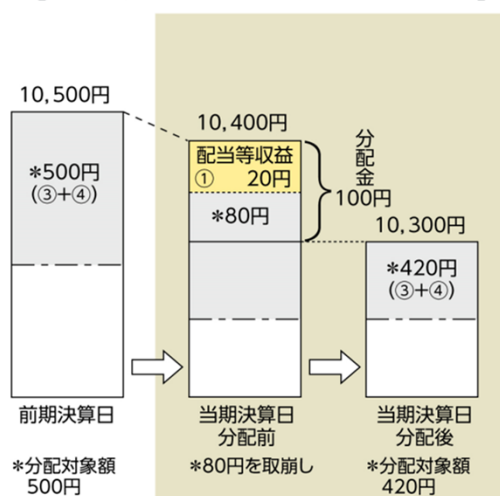 10,500円
*500円
(③+④)
前期決算日
*分配対象額
500円
10,400円
配当等収益
① 20円
*80円
分配金
100円
当期決算日
分配前
*80円を取崩し
10,300円
*420円
(③+④)
当期決算日
分配後
*分配対象額
420円